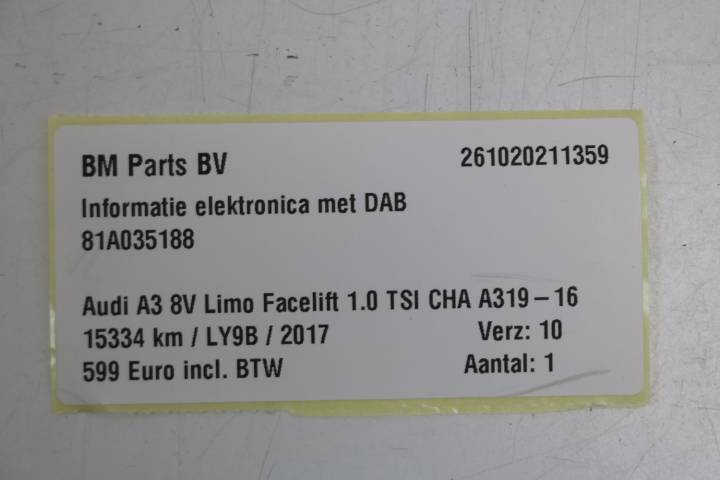 BM Parts BV 261020211359
Informatie elektronica met DAB
81A035188
Audi A3 8V Limo Facelift 1.0 TSI CHA A319-16
15334 km / LY9B / 2017 Verz: 10
599 Euro incl. BTW Aantal: 1